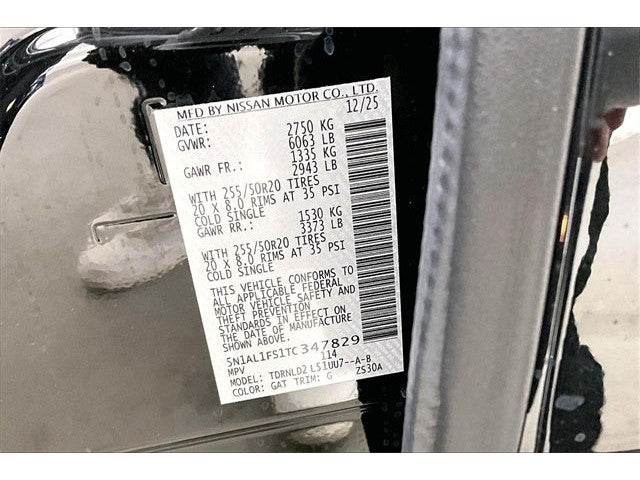 MFD BY NISSAN MOTOR CO., LTD.
DATE: 12/25
GVWR: 2750 KG
6063 LB
GAWR FR.: 1335 KG
2943 LB
WITH 255/50R20 TIRES
20 X 8.0 RIMS AT 35 PSI
COLD SINGLE
GAWR RR.: 1530 KG
3373 LB
WITH 255/50R20 TIRES
20 X 8.0 RIMS AT 35 PSI
COLD SINGLE
THIS VEHICLE CONFORMS TO
ALL APPLICABLE FEDERAL
MOTOR VEHICLE SAFETY AND
THEFT PREVENTION
STANDARDS IN EFFECT ON
DATE OF MANUFACTURE
SHOWN ABOVE.
5N1AL1FS1TC347829
MPV 114
MODEL: TDRNLD2 L51UU7--A-B
COLOR: GAT TRIM: G ZS30A